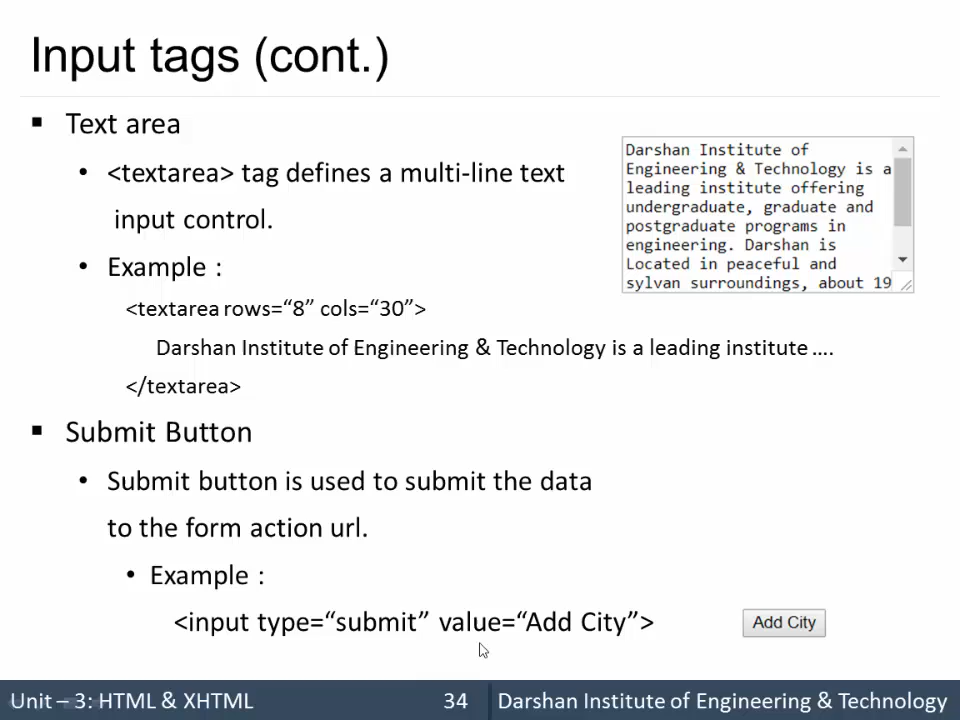 Input tags (cont.)
▪ Text area
• <textarea> tag defines a multi-line text
input control.
• Example :
<textarea rows=“8” cols=“30”>
Darshan Institute of Engineering & Technology is a leading institute ....
</textarea>
Darshan Institute of
Engineering & Technology is a
leading institute offering
undergraduate, graduate and
postgraduate programs in
engineering. Darshan is
Located in peaceful and
sylvan surroundings, about 19
▪ Submit Button
• Submit button is used to submit the data
to the form action url.
• Example :
<input type=“submit” value=“Add City”>
Add City
Unit – 3: HTML & XHTML
34
Darshan Institute of Engineering & Technology